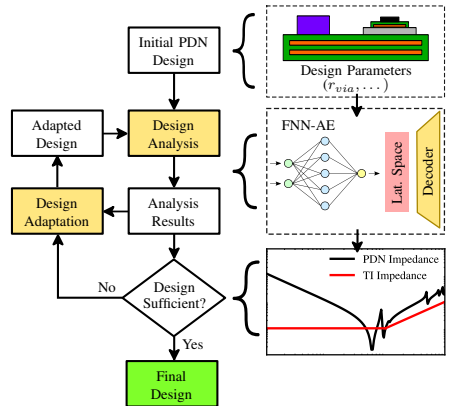 Initial PDN
Design
Design Parameters
(r_via, . . . )
Adapted
Design
Design
Analysis
FNN-AE
Lat. Space
Decoder
Design
Adaptation
Analysis
Results
PDN Impedance
TI Impedance
No
Design
Sufficient?
Yes
Final
Design